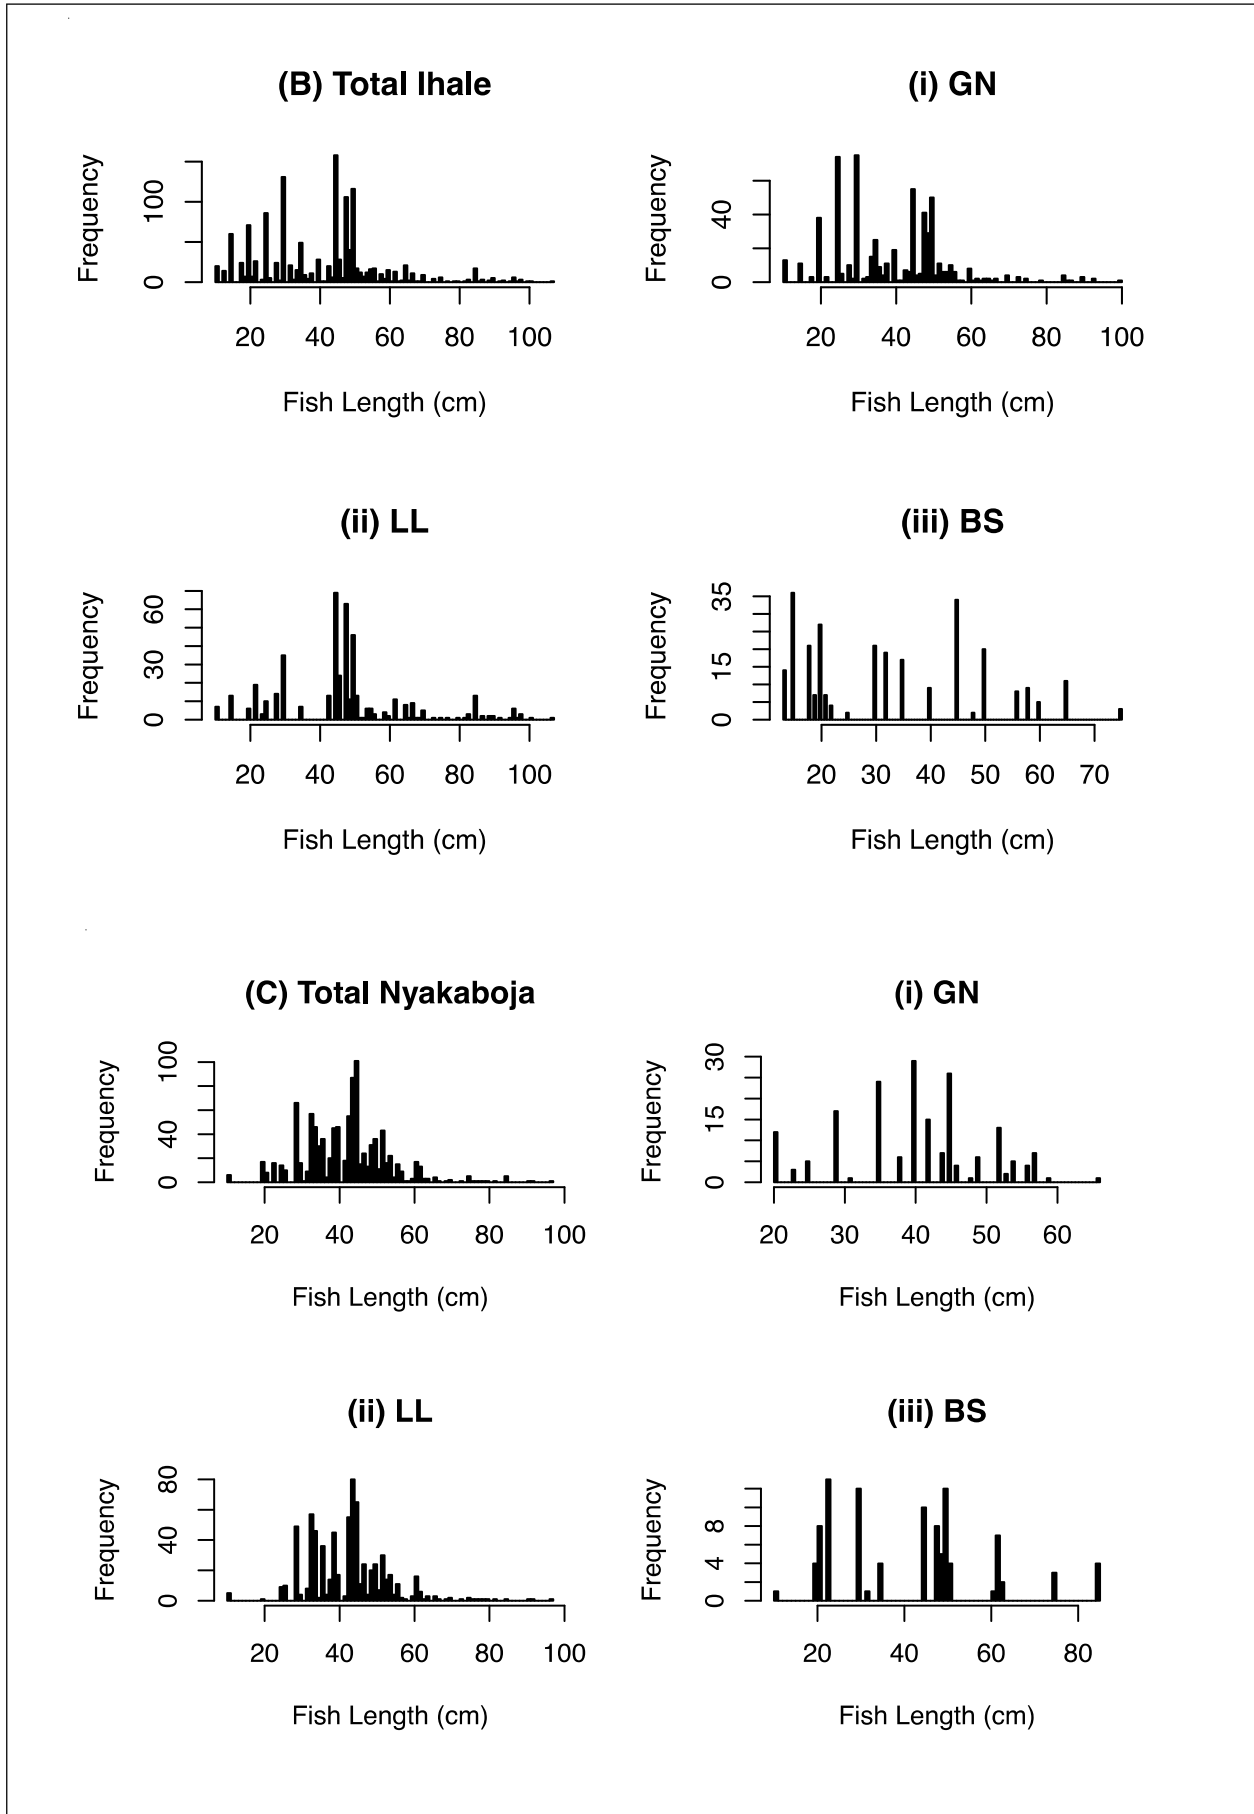 (B) Total Ihale
Frequency
0 100
20 40 60 80 100
Fish Length (cm)
(i) GN
Frequency
0 40
20 40 60 80 100
Fish Length (cm)
(ii) LL
Frequency
0 30 60
20 40 60 80 100
Fish Length (cm)
(iii) BS
Frequency
0 15 35
20 30 40 50 60 70
Fish Length (cm)
(C) Total Nyakaboja
Frequency
0 40 100
20 40 60 80 100
Fish Length (cm)
(i) GN
Frequency
0 15 30
20 30 40 50 60
Fish Length (cm)
(ii) LL
Frequency
0 40 80
20 40 60 80 100
Fish Length (cm)
(iii) BS
Frequency
0 4 8
20 40 60 80
Fish Length (cm)